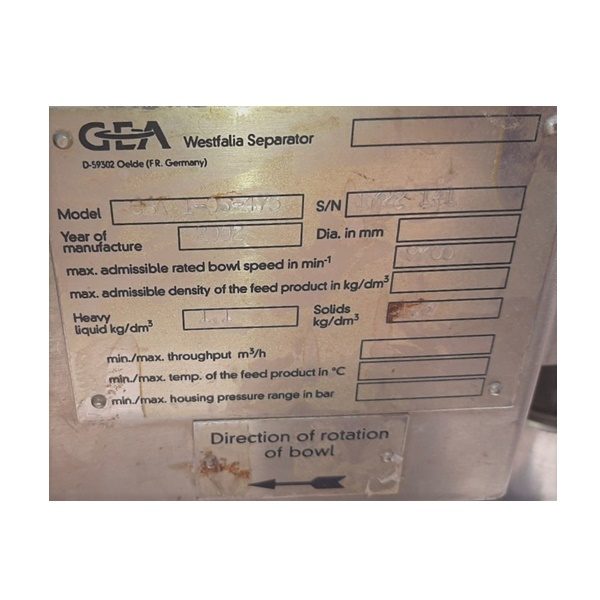 GEA Westfalia Separator
D-59302 Oelde (F.R. Germany)
Model S/N
Year of manufacture 2002 Dia. in mm
max. admissible rated bowl speed in min⁻¹
max. admissible density of the feed product in kg/dm³
Heavy liquid kg/dm³ 1.1 Solids kg/dm³
min./max. throughput m³/h
min./max. temp. of the feed product in °C
min./max. housing pressure range in bar
Direction of rotation
of bowl